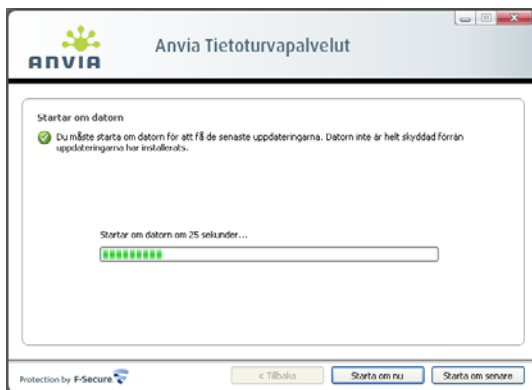 ANVIA
Anvia Tietoturvapalvelut
Startar om datorn
Du måste starta om datorn för att få de senaste uppdateringarna. Datorn inte är helt skyddad förrän
uppdateringarna har installerats.
Startar om datorn om 25 sekunder...
Protection by F-Secure
< Tillbaka
Starta om nu
Starta om senare